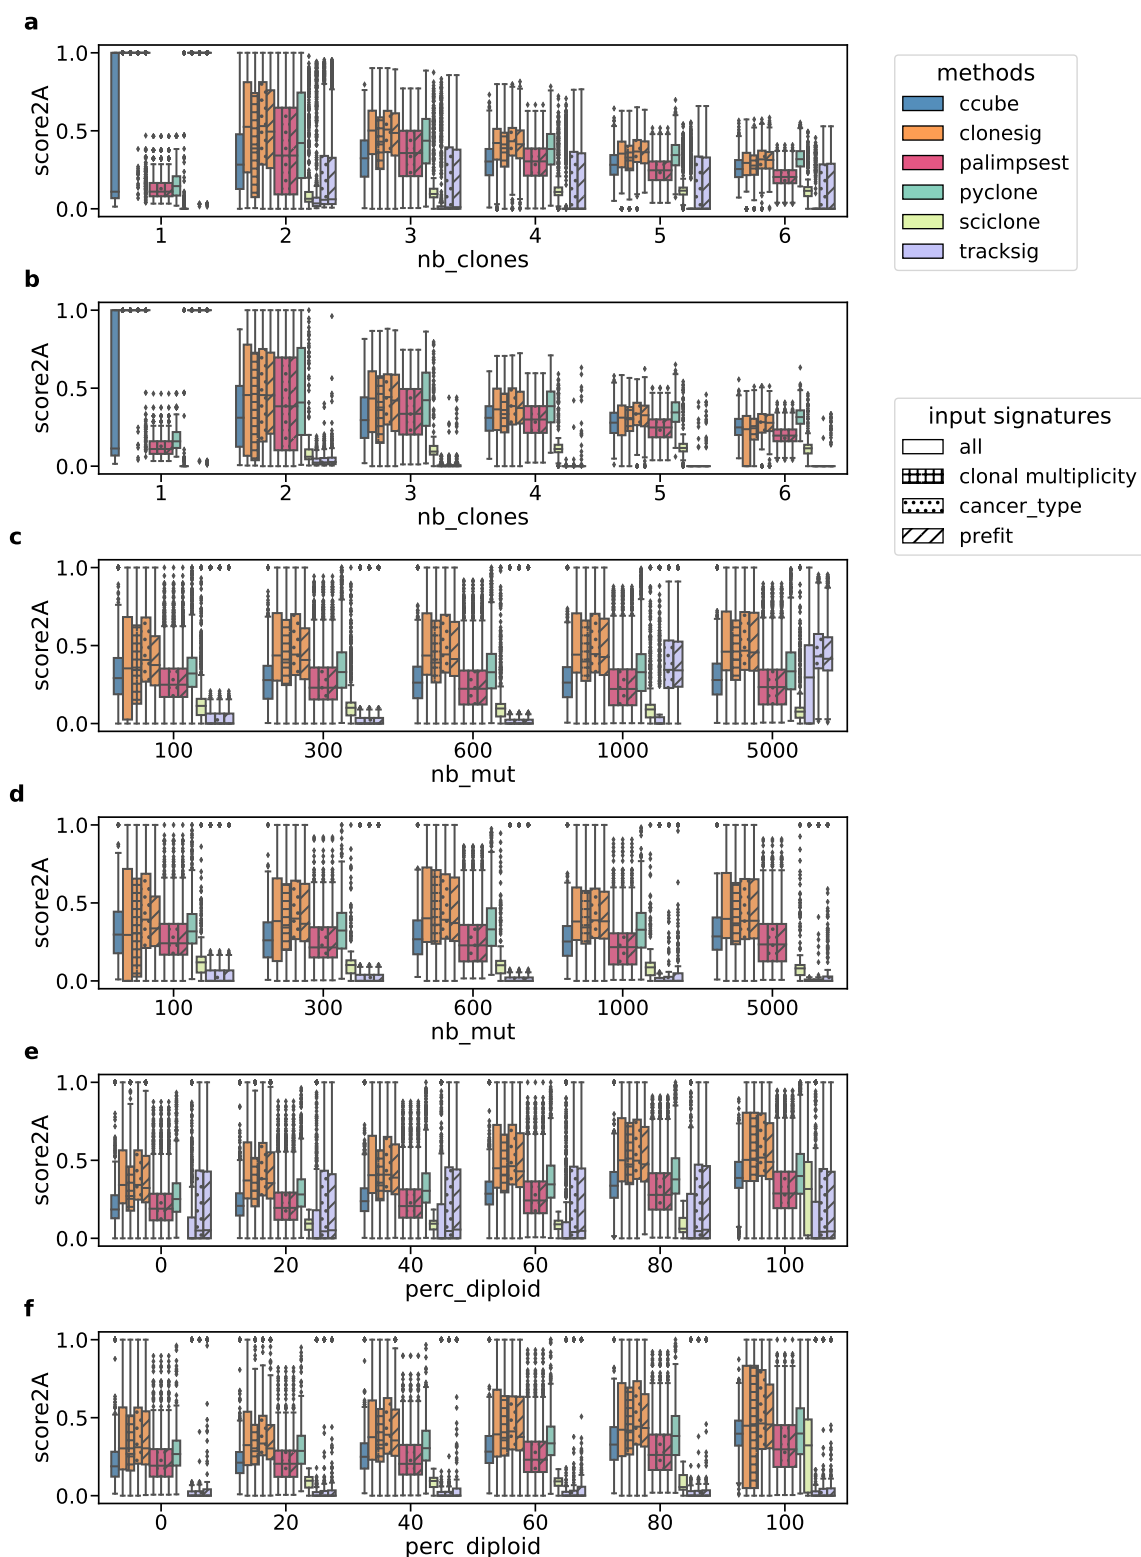 a
1.0
0.5
0.0
score2A
1 2 3 4 5 6
nb_clones
methods
ccube
clonesig
palimpsest
pyclone
sciclone
tracksig
b
1.0
0.5
0.0
score2A
1 2 3 4 5 6
nb_clones
input signatures
all
clonal multiplicity
cancer_type
prefit
c
1.0
0.5
0.0
score2A
100 300 600 1000 5000
nb_mut
d
1.0
0.5
0.0
score2A
100 300 600 1000 5000
nb_mut
e
1.0
0.5
0.0
score2A
0 20 40 60 80 100
perc_diploid
f
1.0
0.5
0.0
score2A
0 20 40 60 80 100
perc_diploid